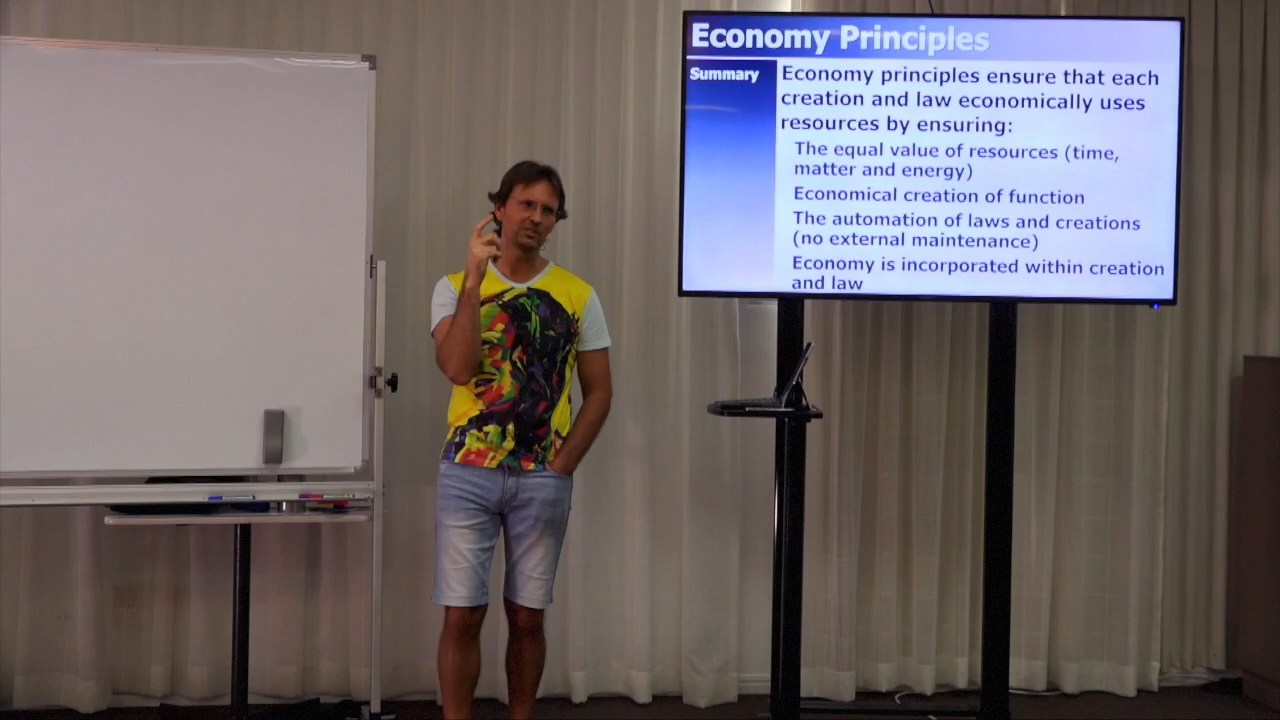 Economy Principles
Summary
Economy principles ensure that each
creation and law economically uses
resources by ensuring:
The equal value of resources (time,
matter and energy)
Economical creation of function
The automation of laws and creations
(no external maintenance)
Economy is incorporated within creation
and law